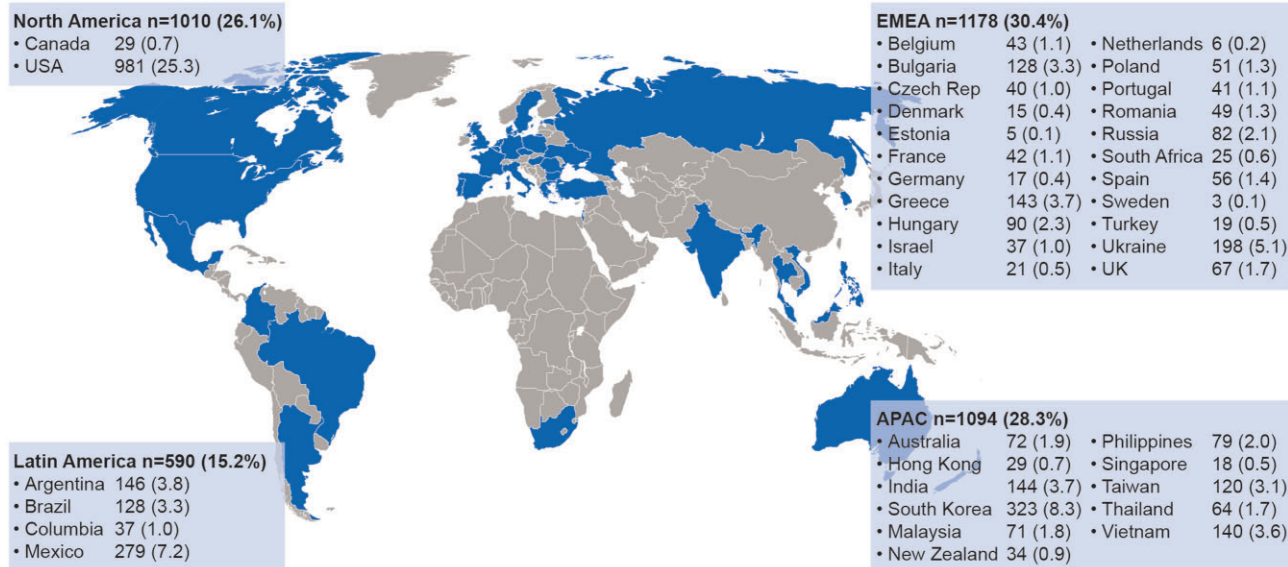 North America n=1010 (26.1%)
• Canada 29 (0.7)
• USA 981 (25.3)
EMEA n=1178 (30.4%)
• Belgium 43 (1.1) • Netherlands 6 (0.2)
• Bulgaria 128 (3.3) • Poland 51 (1.3)
• Czech Rep 40 (1.0) • Portugal 41 (1.1)
• Denmark 15 (0.4) • Romania 49 (1.3)
• Estonia 5 (0.1) • Russia 82 (2.1)
• France 42 (1.1) • South Africa 25 (0.6)
• Germany 17 (0.4) • Spain 56 (1.4)
• Greece 143 (3.7) • Sweden 3 (0.1)
• Hungary 90 (2.3) • Turkey 19 (0.5)
• Israel 37 (1.0) • Ukraine 198 (5.1)
• Italy 21 (0.5) • UK 67 (1.7)
Latin America n=590 (15.2%)
• Argentina 146 (3.8)
• Brazil 128 (3.3)
• Columbia 37 (1.0)
• Mexico 279 (7.2)
APAC n=1094 (28.3%)
• Australia 72 (1.9) • Philippines 79 (2.0)
• Hong Kong 29 (0.7) • Singapore 18 (0.5)
• India 144 (3.7) • Taiwan 120 (3.1)
• South Korea 323 (8.3) • Thailand 64 (1.7)
• Malaysia 71 (1.8) • Vietnam 140 (3.6)
• New Zealand 34 (0.9)